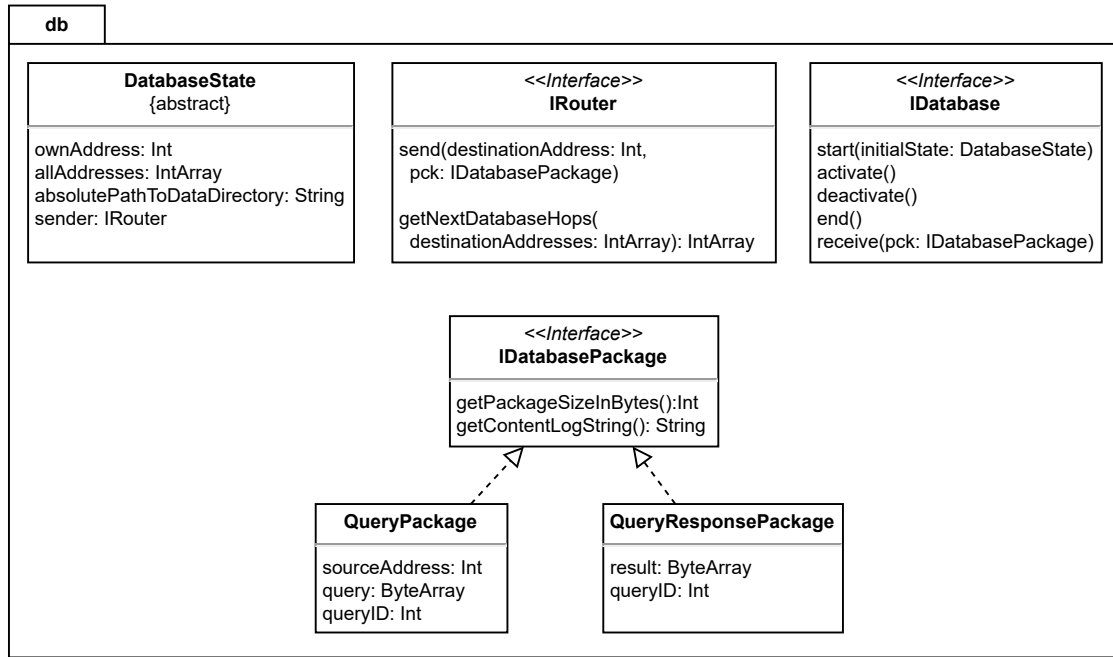 db
DatabaseState
{abstract}
ownAddress: Int
allAddresses: IntArray
absolutePathToDataDirectory: String
sender: IRouter
<<Interface>>
IRouter
send(destinationAddress: Int,
pck: IDatabasePackage)
getNextDatabaseHops(
destinationAddresses: IntArray): IntArray
<<Interface>>
IDatabase
start(initialState: DatabaseState)
activate()
deactivate()
end()
receive(pck: IDatabasePackage)
<<Interface>>
IDatabasePackage
getPackageSizeInBytes():Int
getContentLogString(): String
QueryPackage
sourceAddress: Int
query: ByteArray
queryID: Int
QueryResponsePackage
result: ByteArray
queryID: Int